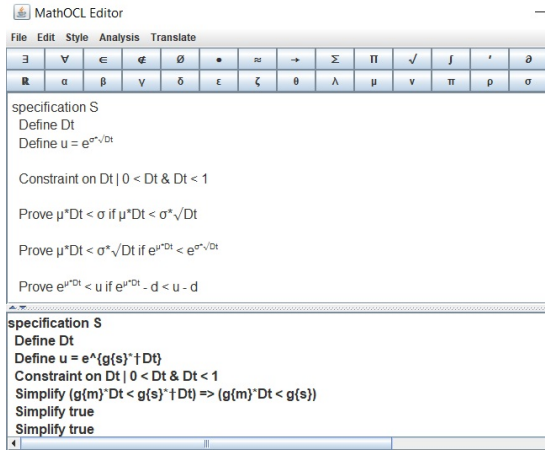 MathOCL Editor
File Edit Style Analysis Translate
∃ ∀ ∈ ∉ Ø • ≈ → Σ Π √ ∫ ′ ∂
ℝ α β γ δ ε ζ θ λ μ ν π ρ σ
specification S
Define Dt
Define u = e^σ*√Dt
Constraint on Dt | 0 < Dt & Dt < 1
Prove μ*Dt < σ if μ*Dt < σ*√Dt
Prove μ*Dt < σ*√Dt if e^μ*Dt < e^σ*√Dt
Prove e^μ*Dt < u if e^μ*Dt - d < u - d
specification S
Define Dt
Define u = e^{g{s}*†Dt}
Constraint on Dt | 0 < Dt & Dt < 1
Simplify (g{m}*Dt < g{s}*†Dt) => (g{m}*Dt < g{s})
Simplify true
Simplify true